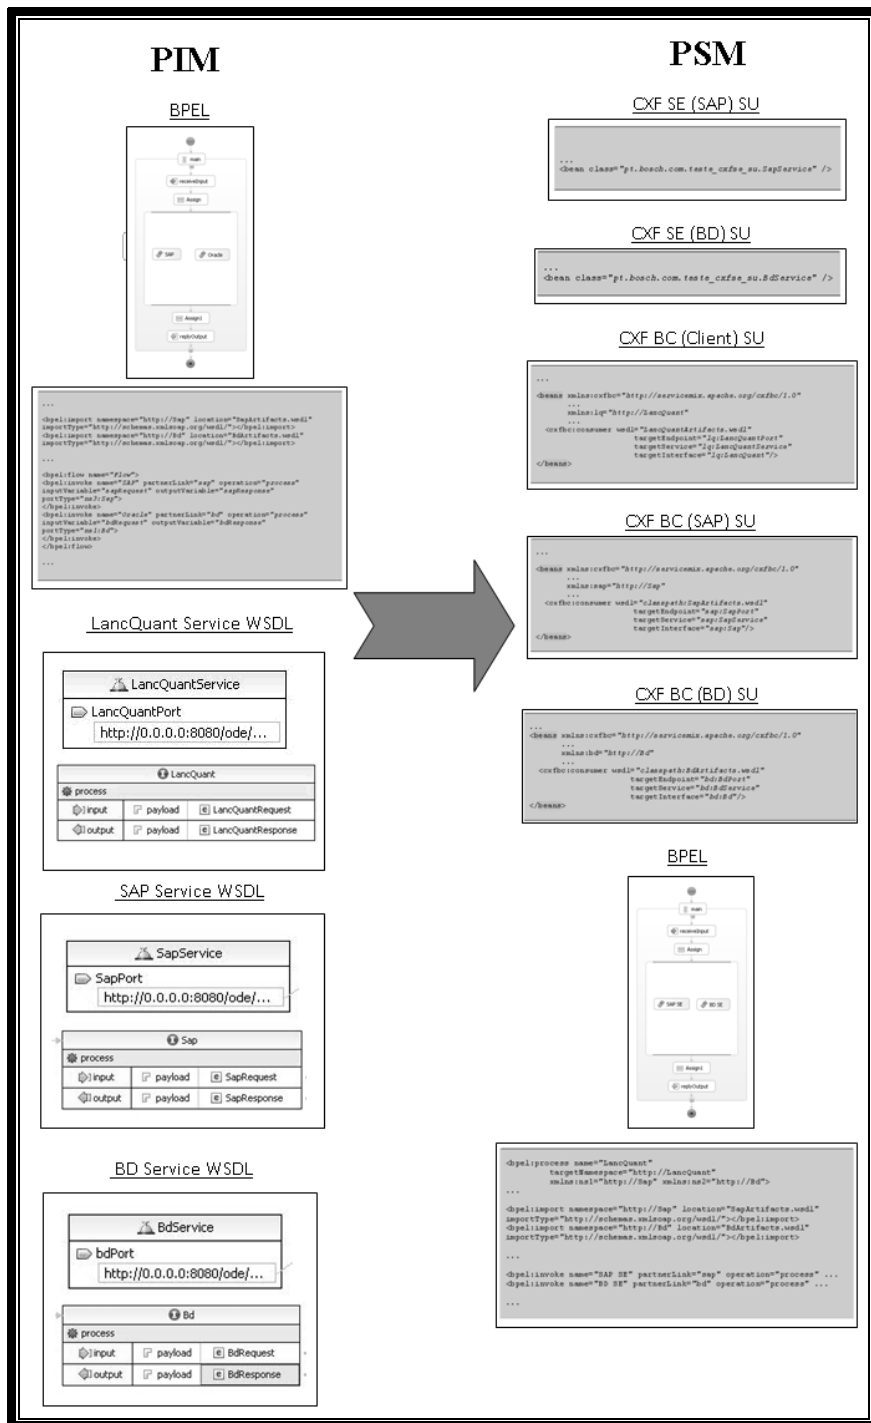 PIM
BPEL
main
receiveInput
Assign
SAP
Oracle
Assign1
replyOutput
...
<bpel:import namespace="http://Sap" location="SapArtifacts.wsdl"
importType="http://schemas.xmlsoap.org/wsdl/"></bpel:import>
<bpel:import namespace="http://Bd" location="BdArtifacts.wsdl"
importType="http://schemas.xmlsoap.org/wsdl/"></bpel:import>
...
<bpel:flow name="Flow">
<bpel:invoke name="SAP" partnerLink="sap" operation="process"
inputVariable="sapRequest" outputVariable="sapResponse"
portType="ns3:Sap">
</bpel:invoke>
<bpel:invoke name="Oracle" partnerLink="bd" operation="process"
inputVariable="bdRequest" outputVariable="bdResponse"
portType="ns1:Bd">
</bpel:invoke>
</bpel:flow>
...
LancQuant Service WSDL
LancQuantService
LancQuantPort
http://0.0.0.0:8080/ode/...
LancQuant
process
input payload LancQuantRequest
output payload LancQuantResponse
SAP Service WSDL
SapService
SapPort
http://0.0.0.0:8080/ode/...
Sap
process
input payload SapRequest
output payload SapResponse
BD Service WSDL
BdService
bdPort
http://0.0.0.0:8080/ode/...
Bd
process
input payload BdRequest
output payload BdResponse
PSM
CXF SE (SAP) SU
...
<bean class="pt.bosch.com.teste_cxfse_su.SapService" />
CXF SE (BD) SU
...
<bean class="pt.bosch.com.teste_cxfse_su.BdService" />
CXF BC (Client) SU
...
<beans xmlns:cxfbc="http://servicemix.apache.org/cxfbc/1.0"
...
xmlns:lq="http://LancQuant"
...
<cxfbc:consumer wsdl="LancQuantArtifacts.wsdl"
targetEndpoint="lq:LancQuantPort"
targetService="lq:LancQuantService"
targetInterface="lq:LancQuant"/>
</beans>
CXF BC (SAP) SU
...
<beans xmlns:cxfbc="http://servicemix.apache.org/cxfbc/1.0"
...
xmlns:sap="http://Sap"
...
<cxfbc:consumer wsdl="classpath:SapArtifacts.wsdl"
targetEndpoint="sap:SapPort"
targetService="sap:SapService"
targetInterface="sap:Sap"/>
</beans>
CXF BC (BD) SU
...
<beans xmlns:cxfbc="http://servicemix.apache.org/cxfbc/1.0"
...
xmlns:bd="http://Bd"
...
<cxfbc:consumer wsdl="classpath:BdArtifacts.wsdl"
targetEndpoint="bd:BdPort"
targetService="bd:BdService"
targetInterface="bd:Bd"/>
</beans>
BPEL
main
receiveInput
Assign
SAP SE
BD SE
Assign1
replyOutput
<bpel:process name="LancQuant"
targetNamespace="http://LancQuant"
xmlns:ns1="http://Sap" xmlns:ns2="http://Bd">
...
<bpel:import namespace="http://Sap" location="SapArtifacts.wsdl"
importType="http://schemas.xmlsoap.org/wsdl/"></bpel:import>
<bpel:import namespace="http://Bd" location="BdArtifacts.wsdl"
importType="http://schemas.xmlsoap.org/wsdl/"></bpel:import>
...
<bpel:invoke name="SAP SE" partnerLink="sap" operation="process" ...
<bpel:invoke name="BD SE" partnerLink="bd" operation="process" ...
...